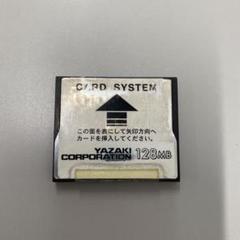 CARD SYSTEM
この面を表にして矢印方向へ
カードを挿入してください。
YAZAKI
CORPORATION 128MB